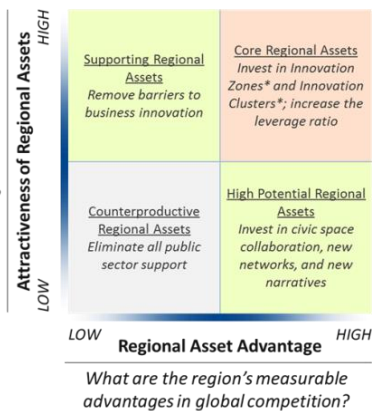 HIGH
Attractiveness of Regional Assets
LOW
Supporting Regional
Assets
Remove barriers to
business innovation
Core Regional Assets
Invest in Innovation
Zones* and Innovation
Clusters*; increase the
leverage ratio
Counterproductive
Regional Assets
Eliminate all public
sector support
High Potential Regional
Assets
Invest in civic space
collaboration, new
networks, and new
narratives
LOW
HIGH
Regional Asset Advantage
What are the region's measurable
advantages in global competition?